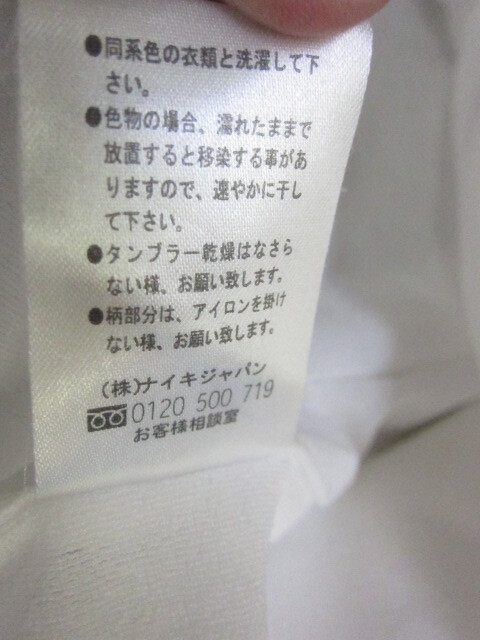 ●同系色の衣類と洗濯して下
さい。
●色物の場合、濡れたままで
放置すると移染する事があ
りますので、速やかに干し
て下さい。
●タンブラー乾燥はなさら
ない様、お願い致します。
●柄部分は、アイロンを掛け
ない様、お願い致します。
(株)ナイキジャパン
0120 500 719
お客様相談室